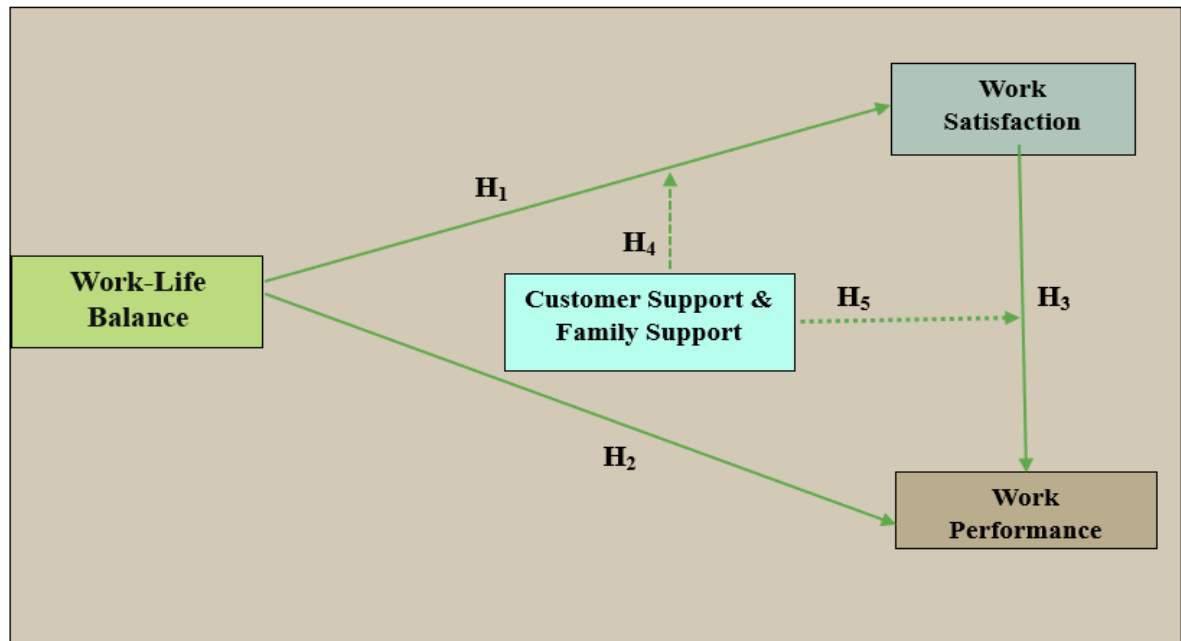 Work
Satisfaction
H₁
H₄
Work-Life
Balance
Customer Support &
Family Support
H₅
H₃
H₂
Work
Performance